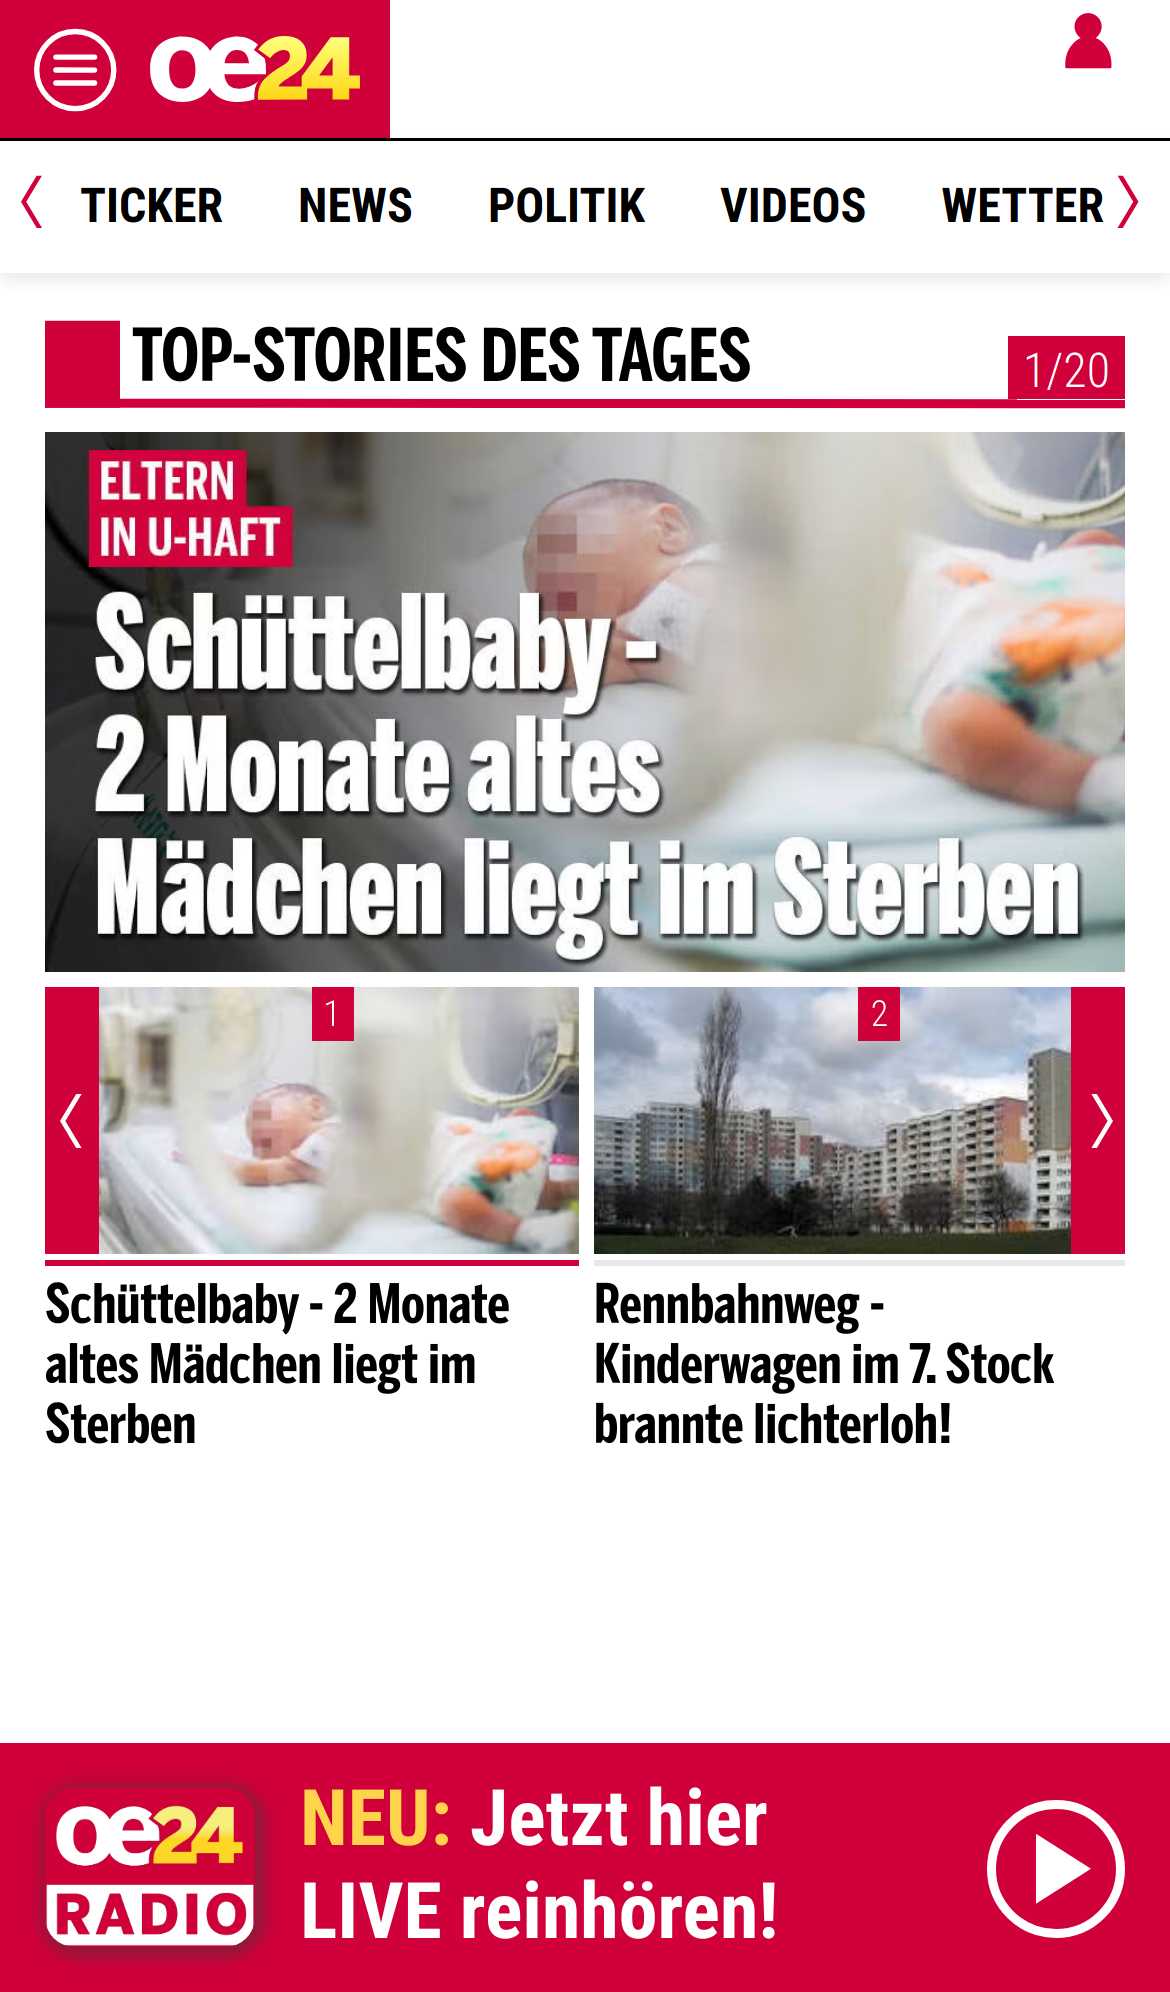 oe24
TICKER NEWS POLITIK VIDEOS WETTER
TOP-STORIES DES TAGES
1/20
ELTERN
IN U-HAFT
Schüttelbaby -
2 Monate altes
Mädchen liegt im Sterben
1
2
Schüttelbaby - 2 Monate
altes Mädchen liegt im
Sterben
Rennbahnweg -
Kinderwagen im 7. Stock
brannte lichterloh!
oe24
RADIO
NEU: Jetzt hier
LIVE reinhören!